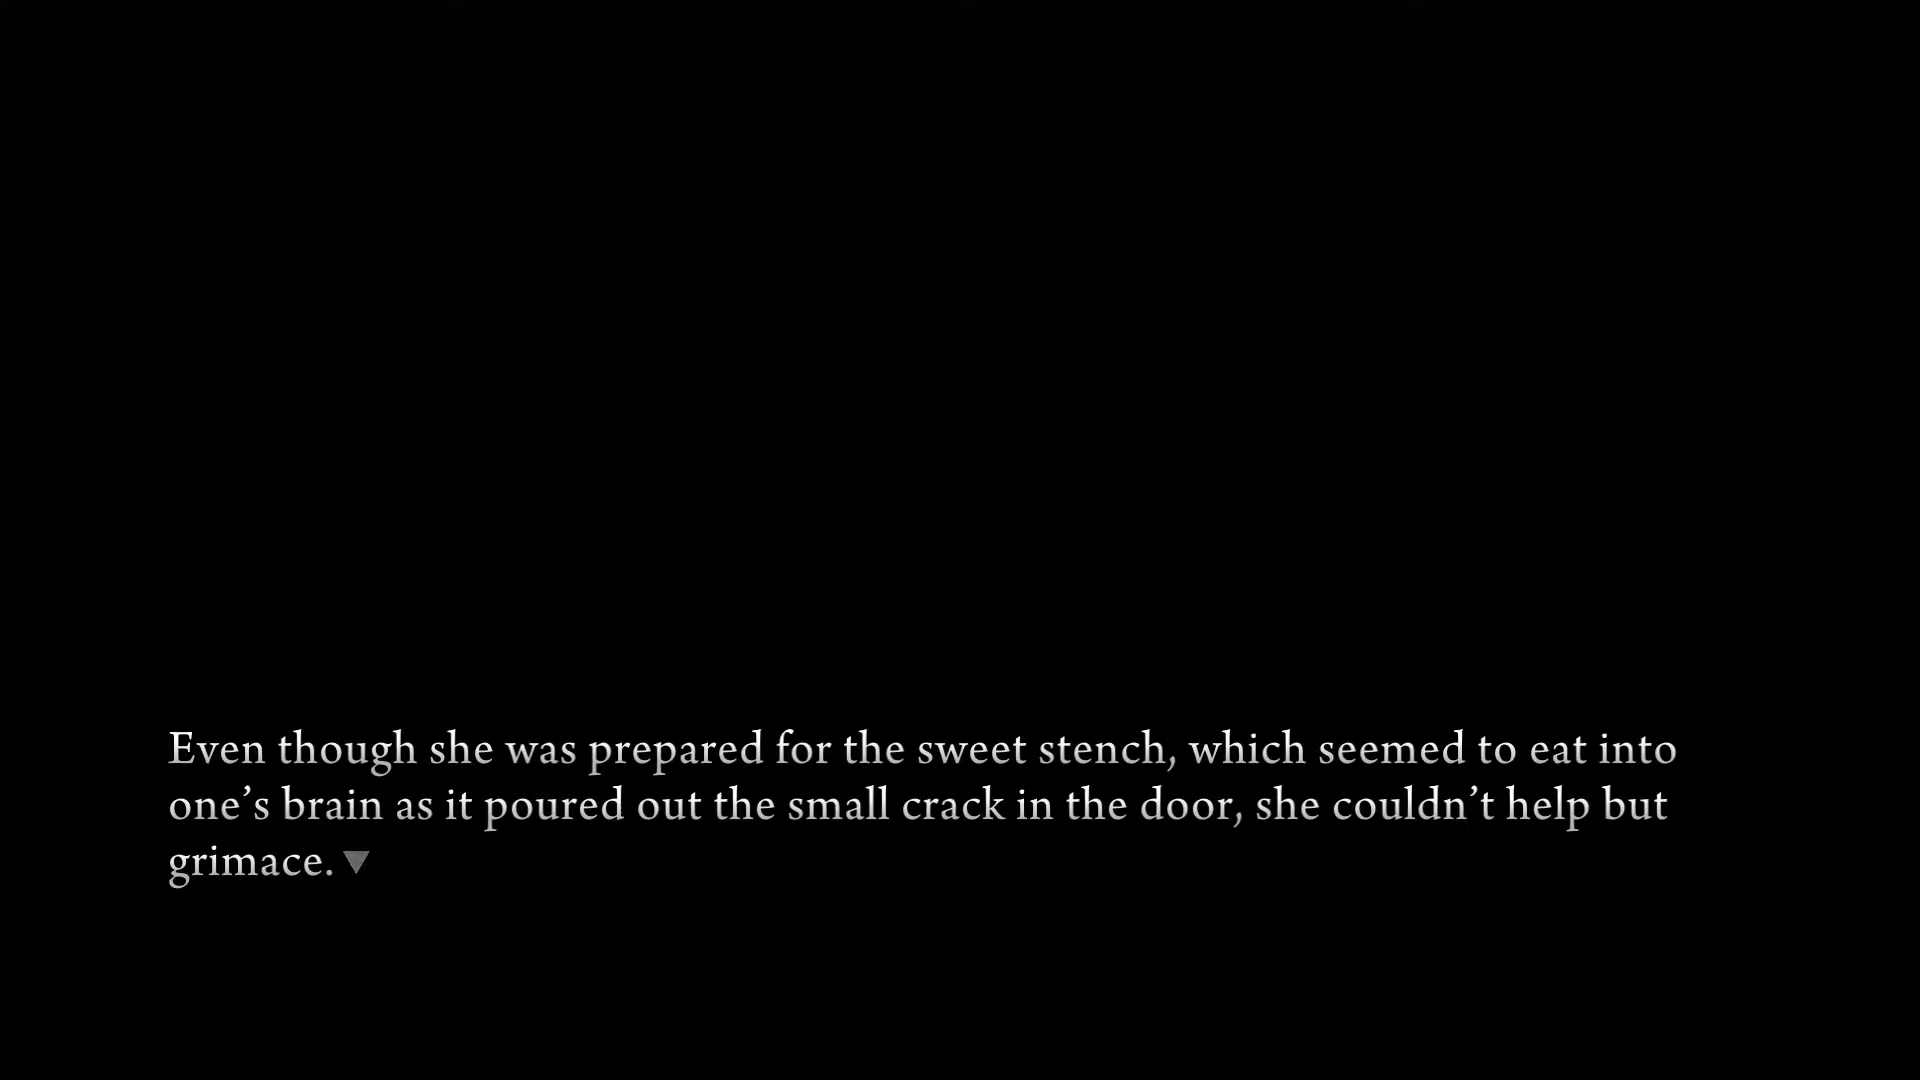 Even though she was prepared for the sweet stench, which seemed to eat into
one’s brain as it poured out the small crack in the door, she couldn’t help but
grimace.